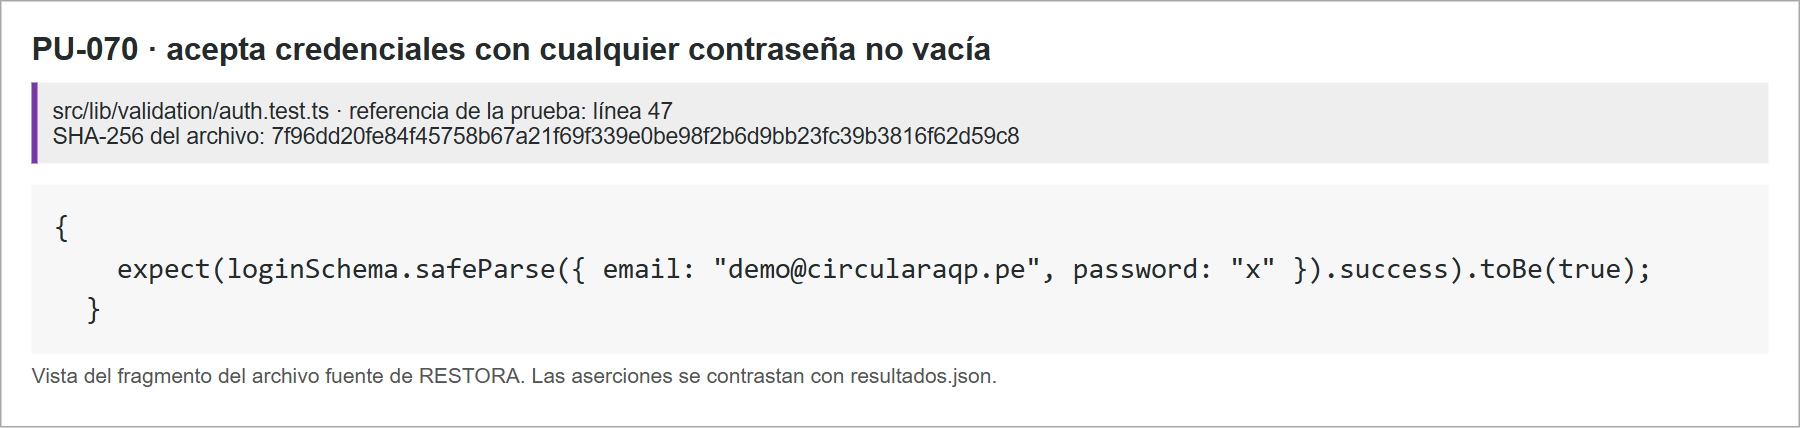 PU-070 · acepta credenciales con cualquier contraseña no vacía
src/lib/validation/auth.test.ts · referencia de la prueba: línea 47
SHA-256 del archivo: 7f96dd20fe84f45758b67a21f69f339e0be98f2b6d9bb23fc39b3816f62d59c8
{
    expect(loginSchema.safeParse({ email: "demo@circularaqp.pe", password: "x" }).success).toBe(true);
  }
Vista del fragmento del archivo fuente de RESTORA. Las aserciones se contrastan con resultados.json.